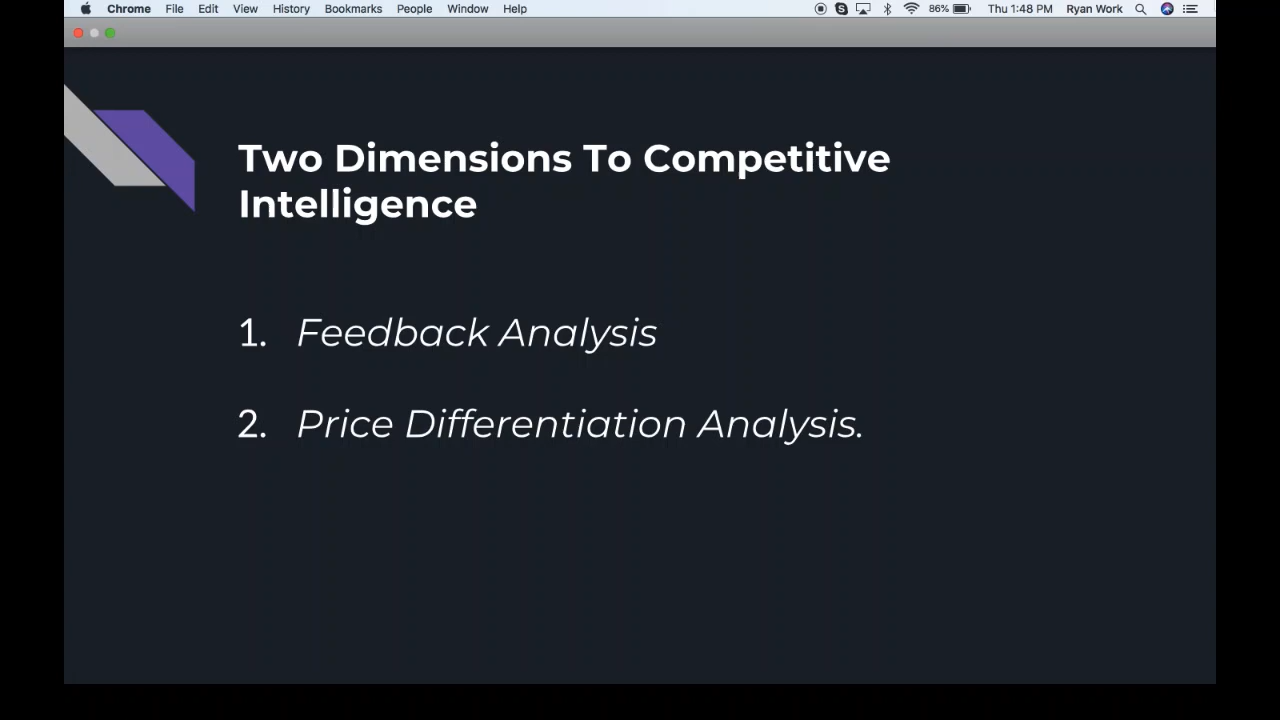 Chrome File Edit View History Bookmarks People Window Help 86% Thu 1:48 PM Ryan Work
Two Dimensions To Competitive
Intelligence
1. Feedback Analysis
2. Price Differentiation Analysis.